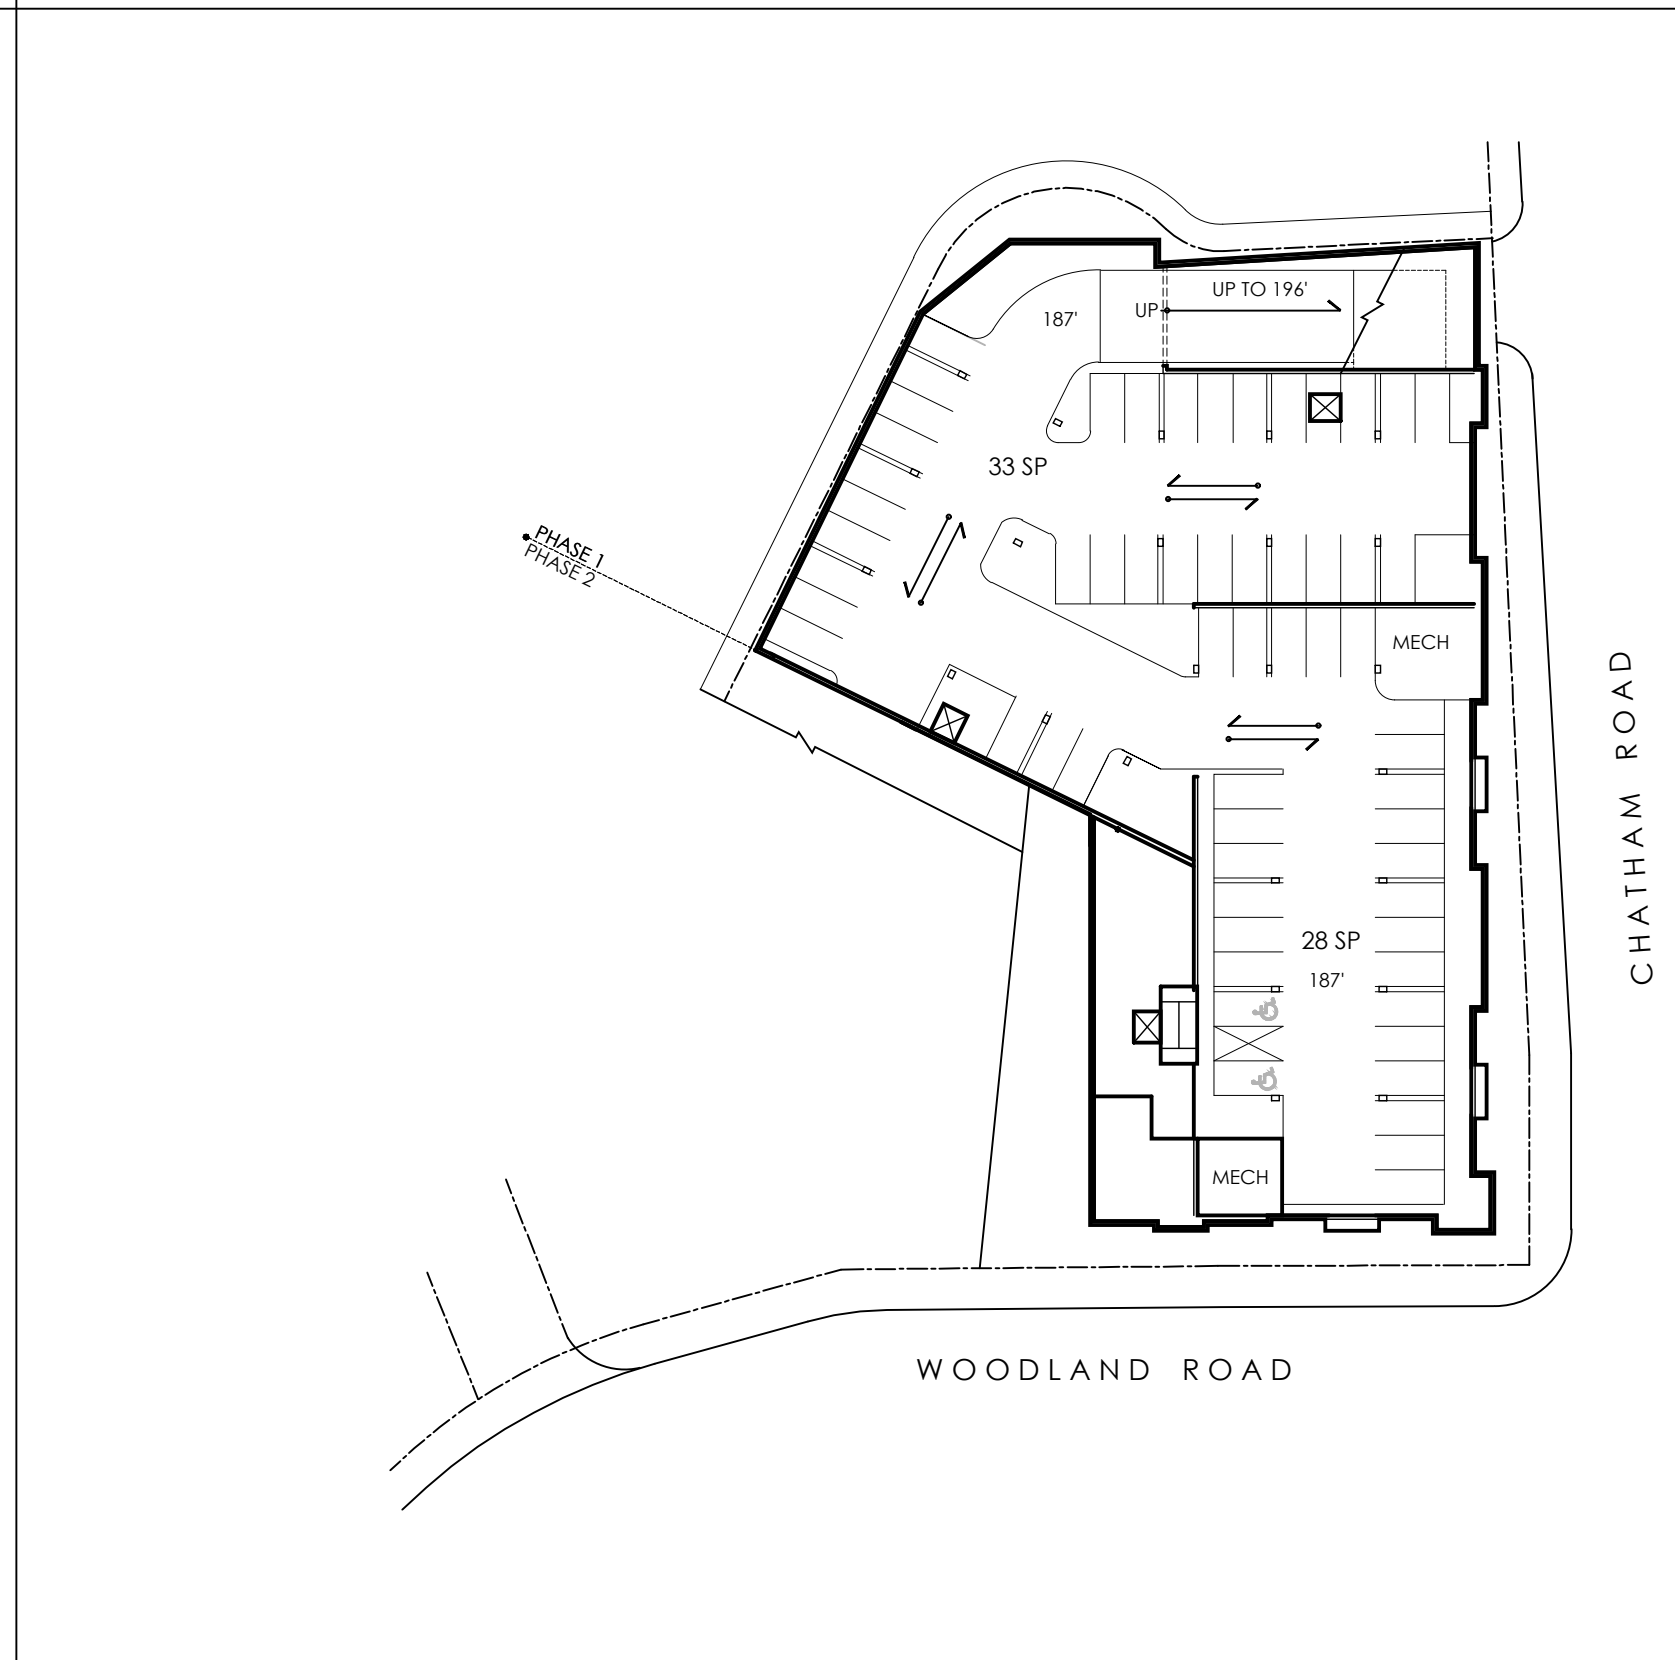 UP TO 196'
UP
187'
33 SP
PHASE 1
PHASE 2
MECH
CHATHAM ROAD
28 SP
187'
MECH
WOODLAND ROAD